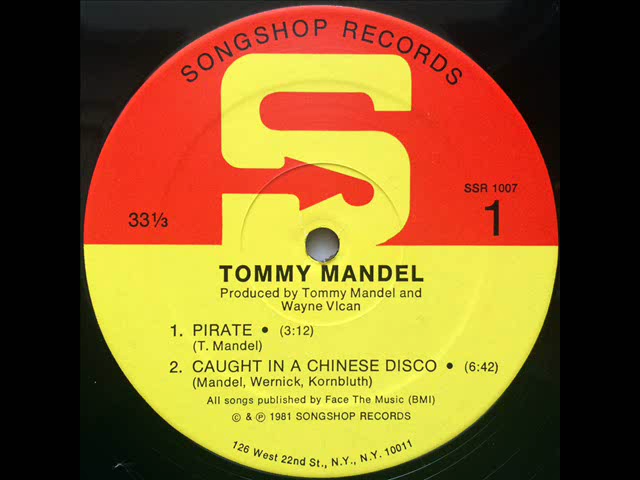 SONGSHOP RECORDS
S
SSR 1007
33⅓
1
TOMMY MANDEL
Produced by Tommy Mandel and
Wayne Vlcan
1. PIRATE • (3:12)
(T. Mandel)
2. CAUGHT IN A CHINESE DISCO • (6:42)
(Mandel, Wernick, Kornbluth)
All songs published by Face The Music (BMI)
© & ℗ 1981 SONGSHOP RECORDS
126 West 22nd St., N.Y., N.Y. 10011